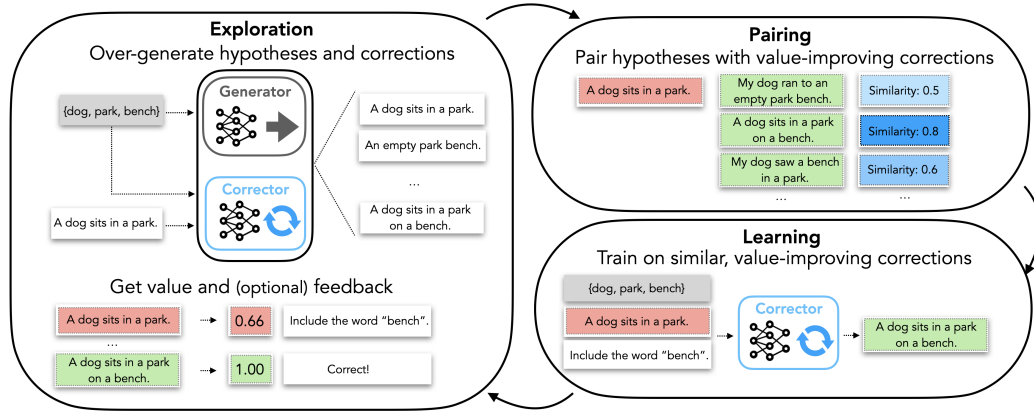 Exploration
Over-generate hypotheses and corrections
{dog, park, bench}
Generator
Corrector
A dog sits in a park.
A dog sits in a park.
An empty park bench.
...
A dog sits in a park
on a bench.
Get value and (optional) feedback
A dog sits in a park.
0.66
Include the word “bench”.
...
A dog sits in a park
on a bench.
1.00
Correct!
Pairing
Pair hypotheses with value-improving corrections
A dog sits in a park.
My dog ran to an
empty park bench.
Similarity: 0.5
A dog sits in a park
on a bench.
Similarity: 0.8
My dog saw a bench
in a park.
Similarity: 0.6
...
...
Learning
Train on similar, value-improving corrections
{dog, park, bench}
A dog sits in a park.
Include the word “bench”.
Corrector
A dog sits in a park
on a bench.